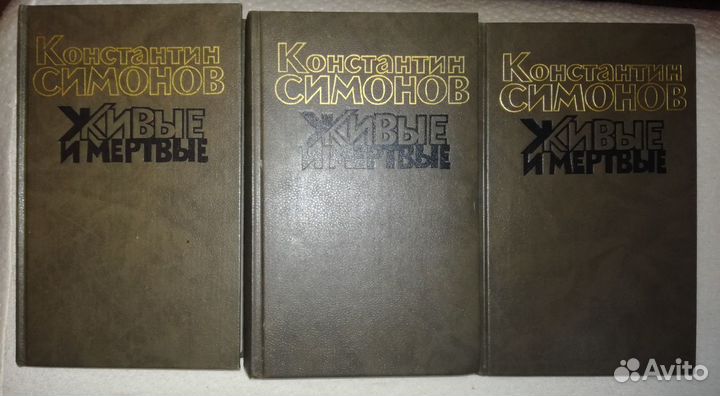 Константин
СИМОНОВ
ЖИВЫЕ
И МЕРТВЫЕ
Константин
СИМОНОВ
ЖИВЫЕ
И МЕРТВЫЕ
Константин
СИМОНОВ
ЖИВЫЕ
И МЕРТВЫЕ
Avito